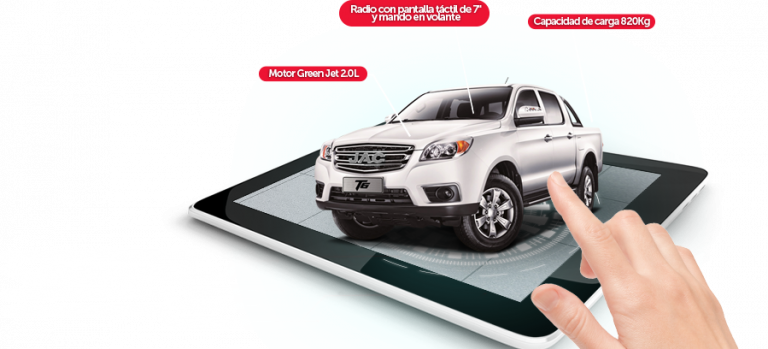 Radio con pantalla táctil de 7"
y mando en volante
Capacidad de carga 820Kg
Motor Green Jet 2.0L
JAC
T6